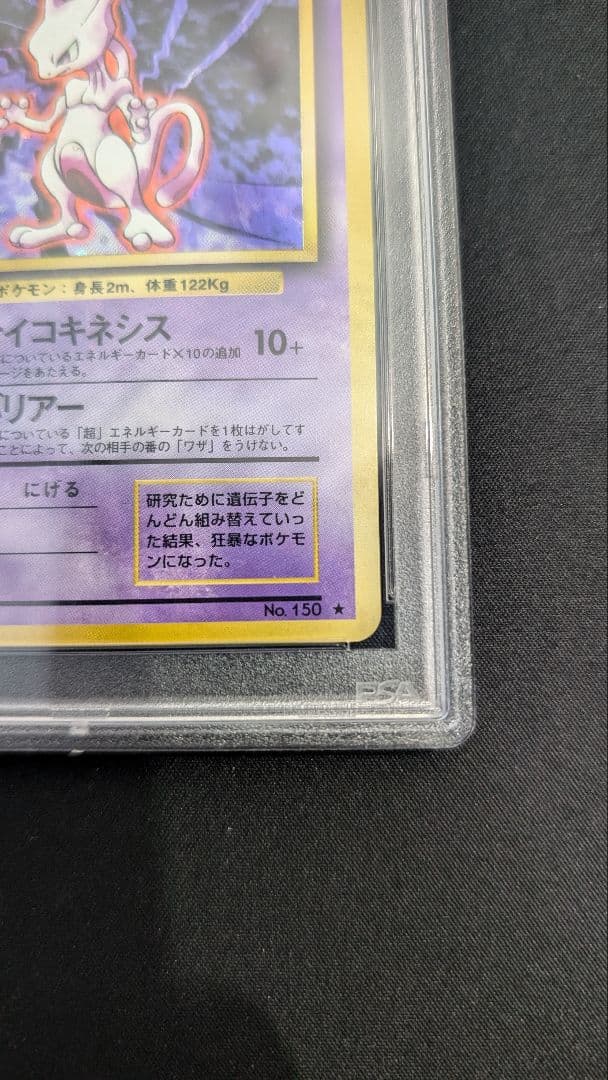 ポケモン：身長2m、体重122Kg
イコキネシス 10+
についているエネルギーカード×10の追加
ージをあたえる。
リアー
についている「超」エネルギーカードを1枚はがしてす
ことによって、次の相手の番の「ワザ」をうけない。
にげる
研究ために遺伝子をど
んどん組み替えていっ
た結果、狂暴なポケモ
ンになった。
No. 150 ★
PSA